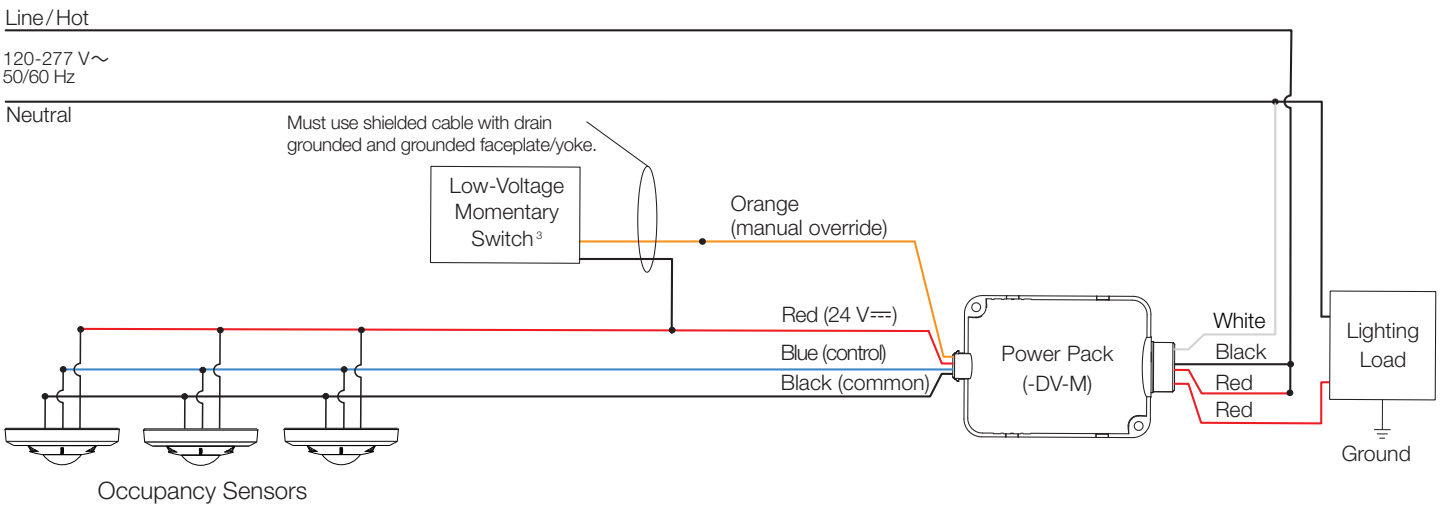 Line/Hot
120-277 V~
50/60 Hz
Neutral
Must use shielded cable with drain
grounded and grounded faceplate/yoke.
Low-Voltage
Momentary
Switch³
Orange
(manual override)
Red (24 V⎓)
Blue (control)
Black (common)
Power Pack
(-DV-M)
White
Black
Red
Red
Lighting
Load
Ground
Occupancy Sensors